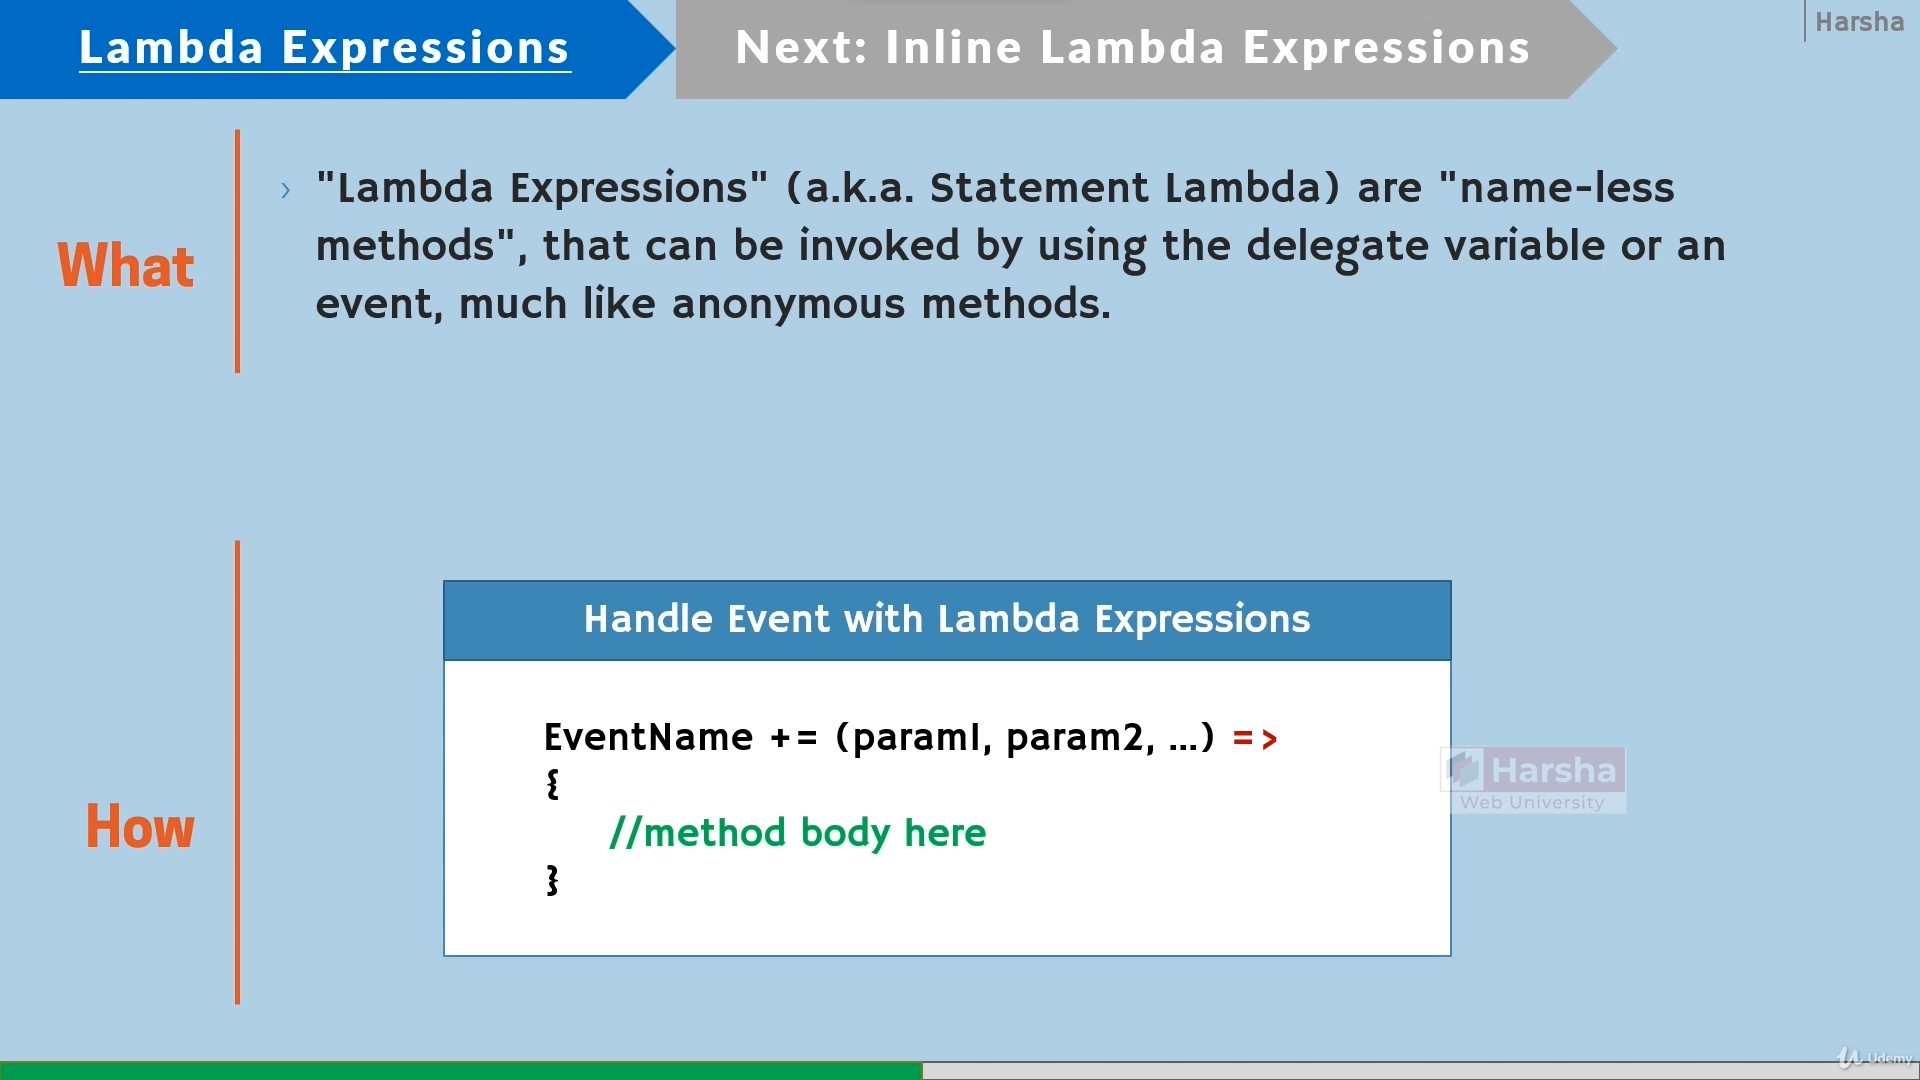 Lambda Expressions
Next: Inline Lambda Expressions
Harsha
What
› "Lambda Expressions" (a.k.a. Statement Lambda) are "name-less
methods", that can be invoked by using the delegate variable or an
event, much like anonymous methods.
How
Handle Event with Lambda Expressions
EventName += (param1, param2, ...) =>
{
//method body here
}
Harsha
Web University
Udemy